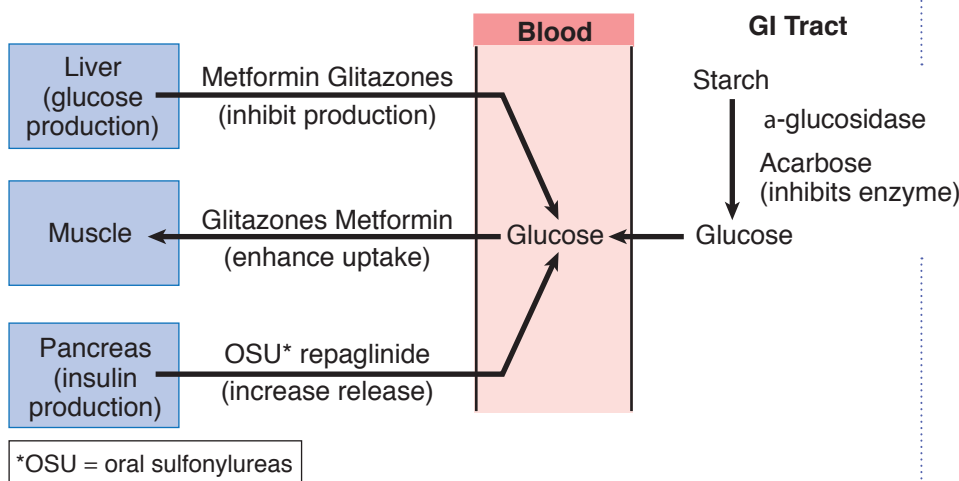 Blood
GI Tract
Liver
(glucose
production)
Metformin Glitazones
(inhibit production)
Starch
a-glucosidase
Acarbose
(inhibits enzyme)
Muscle
Glitazones Metformin
(enhance uptake)
Glucose
Glucose
Pancreas
(insulin
production)
OSU* repaglinide
(increase release)
*OSU = oral sulfonylureas